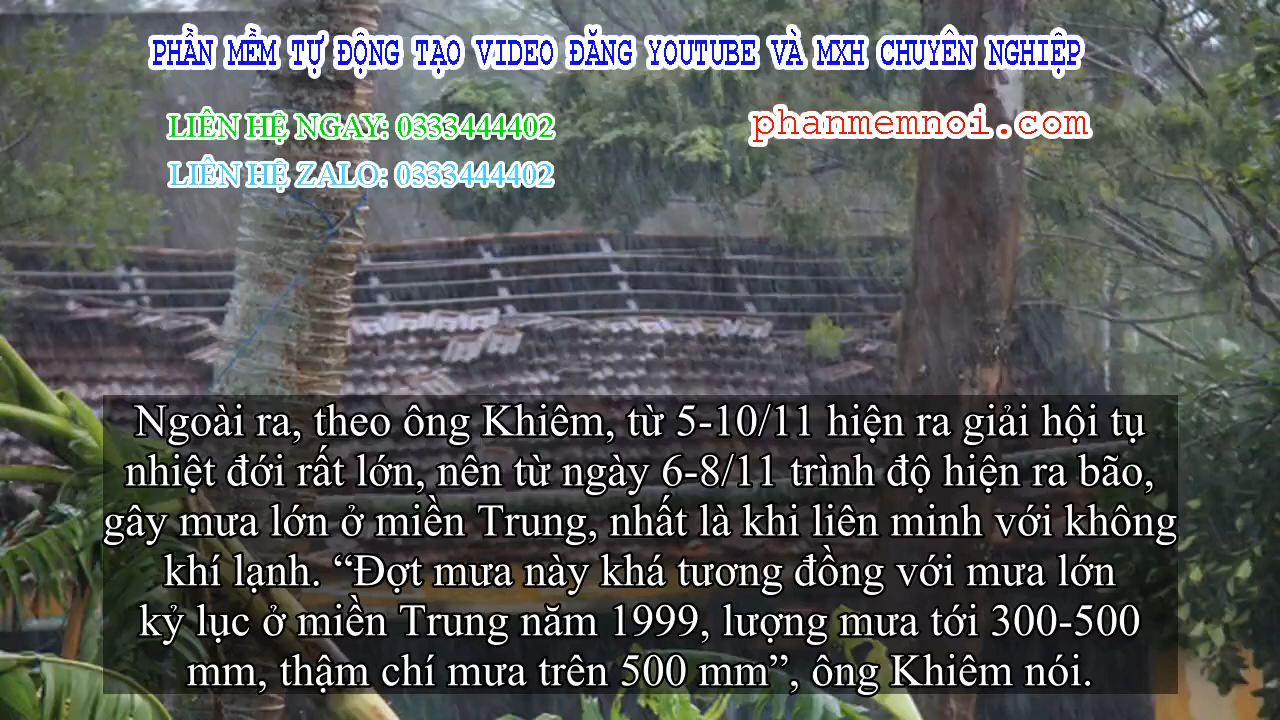 PHẦN MỀM TỰ ĐỘNG TẠO VIDEO ĐĂNG YOUTUBE VÀ MXH CHUYÊN NGHIỆP
LIÊN HỆ NGAY: 0333444402
phanmemnoi.com
LIÊN HỆ ZALO: 0333444402
Ngoài ra, theo ông Khiêm, từ 5-10/11 hiện ra giải hội tụ
nhiệt đới rất lớn, nên từ ngày 6-8/11 trình độ hiện ra bão,
gây mưa lớn ở miền Trung, nhất là khi liên minh với không
khí lạnh. “Đợt mưa này khá tương đồng với mưa lớn
kỷ lục ở miền Trung năm 1999, lượng mưa tới 300-500
mm, thậm chí mưa trên 500 mm”, ông Khiêm nói.